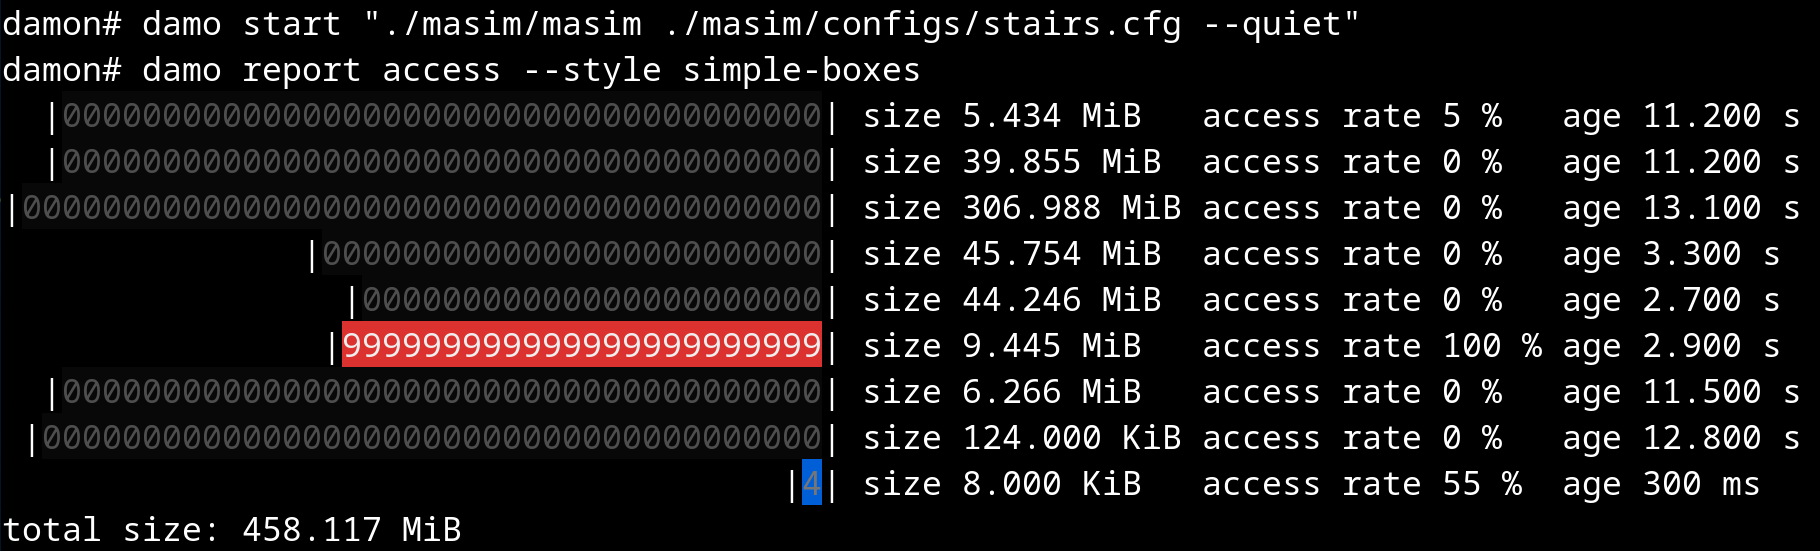 damon# damo start "./masim/masim ./masim/configs/stairs.cfg --quiet"
damon# damo report access --style simple-boxes
  |00000000000000000000000000000000000000| size 5.434 MiB   access rate 5 %   age 11.200 s
  |00000000000000000000000000000000000000| size 39.855 MiB  access rate 0 %   age 11.200 s
|0000000000000000000000000000000000000000| size 306.988 MiB access rate 0 %   age 13.100 s
               |0000000000000000000000000| size 45.754 MiB  access rate 0 %   age 3.300 s
                 |00000000000000000000000| size 44.246 MiB  access rate 0 %   age 2.700 s
                |999999999999999999999999| size 9.445 MiB   access rate 100 % age 2.900 s
  |00000000000000000000000000000000000000| size 6.266 MiB   access rate 0 %   age 11.500 s
 |000000000000000000000000000000000000000| size 124.000 KiB access rate 0 %   age 12.800 s
                                       |4| size 8.000 KiB   access rate 55 %  age 300 ms
total size: 458.117 MiB